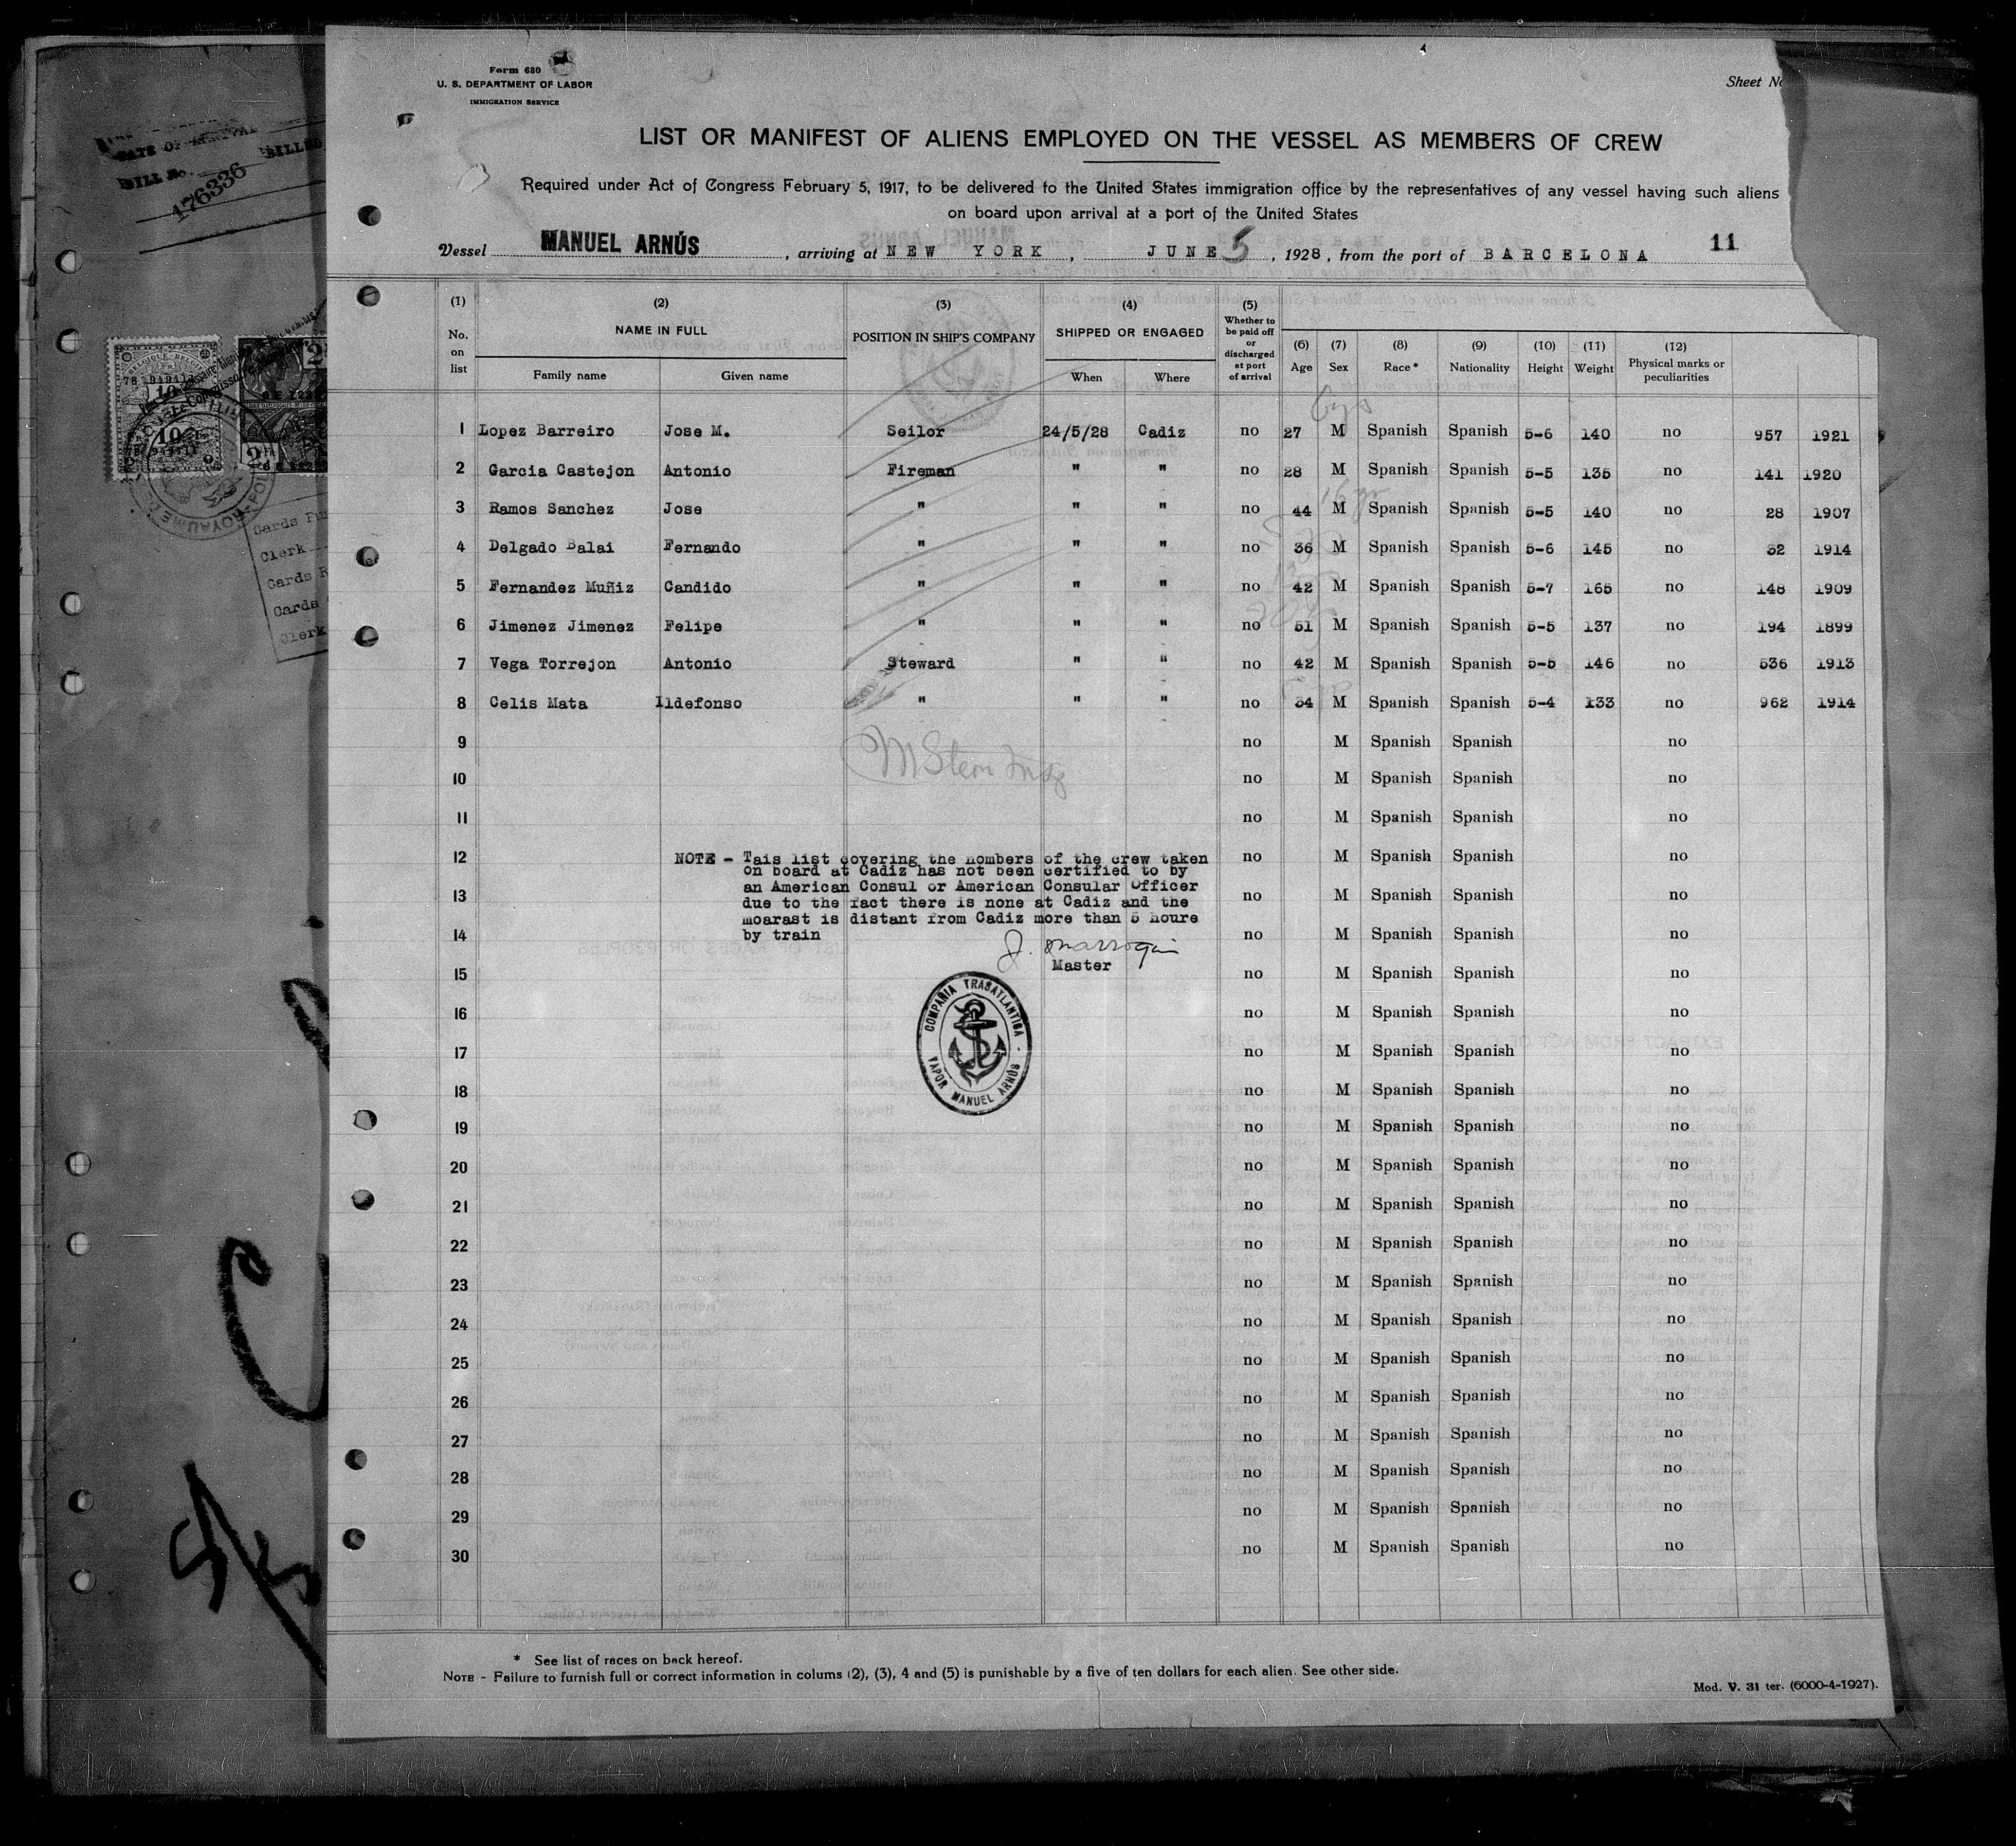 Form 680
U. S. DEPARTMENT OF LABOR
IMMIGRATION SERVICE
Sheet No
LIST OR MANIFEST OF ALIENS EMPLOYED ON THE VESSEL AS MEMBERS OF CREW
Required under Act of Congress February 5, 1917, to be delivered to the United States immigration office by the representatives of any vessel having such aliens
on board upon arrival at a port of the United States
Vessel MANUEL ARNÚS, arriving at NEW YORK, JUNE 5, 1928, from the port of BARCELONA 11
(1) No. on list (2) NAME IN FULL Family name Given name (3) POSITION IN SHIP'S COMPANY (4) SHIPPED OR ENGAGED When Where (5) Whether to be paid off or discharged at port of arrival (6) Age (7) Sex (8) Race* (9) Nationality (10) Height (11) Weight (12) Physical marks or peculiarities
1 Lopez Barreiro Jose M. Seilor 24/5/28 Cadiz no 27 M Spanish Spanish 5-6 140 no 957 1921
2 Garcia Castejon Antonio Fireman " " no 28 M Spanish Spanish 5-5 135 no 141 1920
3 Ramos Sanchez Jose " " " no 44 M Spanish Spanish 5-5 140 no 28 1907
4 Delgado Balai Fernando " " " no 36 M Spanish Spanish 5-6 145 no 32 1914
5 Fernandez Muñiz Candido " " " no 42 M Spanish Spanish 5-7 165 no 148 1909
6 Jimenez Jimenez Felipe " " " no 51 M Spanish Spanish 5-5 137 no 194 1899
7 Vega Torrejon Antonio Steward " " no 42 M Spanish Spanish 5-5 146 no 536 1913
8 Celis Mata Ildefonso " " " no 34 M Spanish Spanish 5-4 133 no 962 1914
9 no M Spanish Spanish no
10 no M Spanish Spanish no
11 no M Spanish Spanish no
12 no M Spanish Spanish no
13 no M Spanish Spanish no
14 no M Spanish Spanish no
15 no M Spanish Spanish no
16 no M Spanish Spanish no
17 no M Spanish Spanish no
18 no M Spanish Spanish no
19 no M Spanish Spanish no
20 no M Spanish Spanish no
21 no M Spanish Spanish no
22 no M Spanish Spanish no
23 no M Spanish Spanish no
24 no M Spanish Spanish no
25 no M Spanish Spanish no
26 no M Spanish Spanish no
27 no M Spanish Spanish no
28 no M Spanish Spanish no
29 no M Spanish Spanish no
30 no M Spanish Spanish no
M Stern Insp
NOTE - Tais list covering the nombers of the crew taken
on board at Cadiz has not been certified to by
an American Consul or American Consular Officer
due to the fact there is none at Cadiz and the
moarast is distant from Cadiz more than 5 houre
by train
J. Marroquin
Master
COMPAÑIA TRASATLANTICA
VAPOR MANUEL ARNÚS
* See list of races on back hereof.
NOTE - Failure to furnish full or correct information in colums (2), (3), 4 and (5) is punishable by a five of ten dollars for each alien. See other side.
Mod. V. 31 ter. (6000-4-1927).
DATE OF ARRIVAL
BILLED
BILL No.
176336
Clerk
Cards
Cards
Clerk